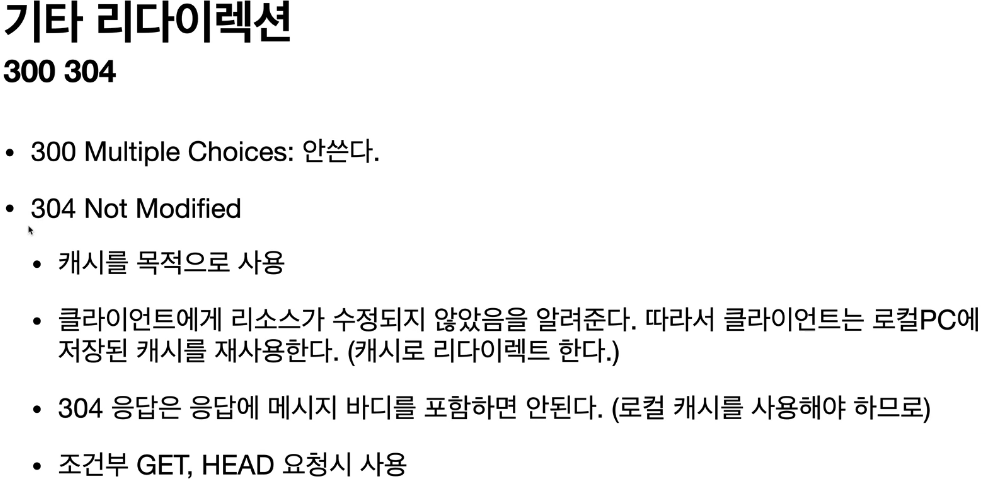 기타 리다이렉션
300 304
• 300 Multiple Choices: 안쓴다.
• 304 Not Modified
• 캐시를 목적으로 사용
• 클라이언트에게 리소스가 수정되지 않았음을 알려준다. 따라서 클라이언트는 로컬PC에
저장된 캐시를 재사용한다. (캐시로 리다이렉트 한다.)
• 304 응답은 응답에 메시지 바디를 포함하면 안된다. (로컬 캐시를 사용해야 하므로)
• 조건부 GET, HEAD 요청시 사용